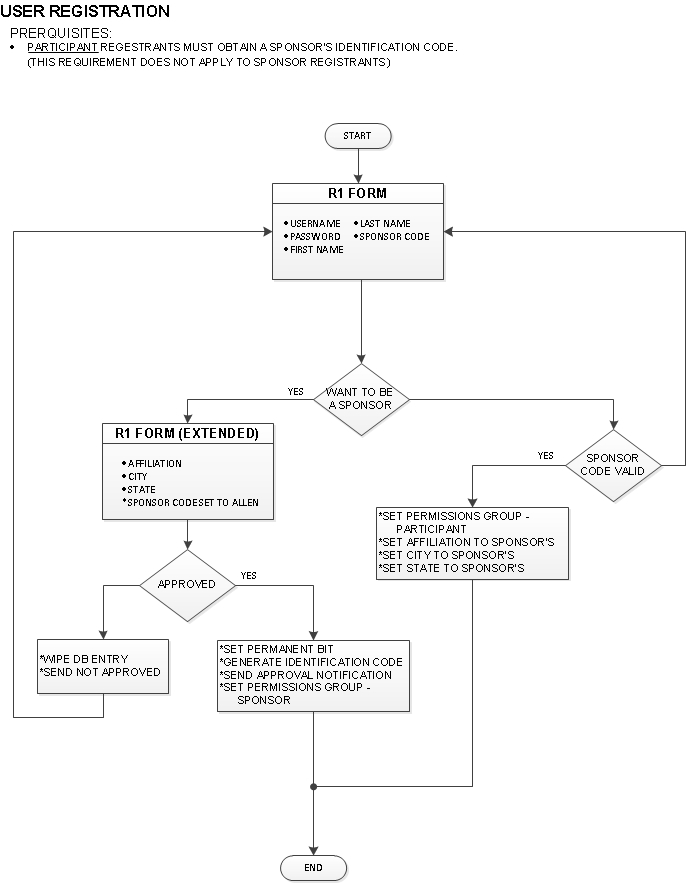 USER REGISTRATION
PRERQUISITES:
• PARTICIPANT REGESTRANTS MUST OBTAIN A SPONSOR'S IDENTIFICATION CODE.
(THIS REQUIREMENT DOES NOT APPLY TO SPONSOR REGISTRANTS)
START
R1 FORM
• USERNAME
• PASSWORD
• FIRST NAME
• LAST NAME
• SPONSOR CODE
WANT TO BE
A SPONSOR
YES
R1 FORM (EXTENDED)
• AFFILIATION
• CITY
• STATE
*SPONSOR CODE SET TO ALLEN
SPONSOR
CODE VALID
YES
*SET PERMISSIONS GROUP -
PARTICIPANT
*SET AFFILIATION TO SPONSOR'S
*SET CITY TO SPONSOR'S
*SET STATE TO SPONSOR'S
APPROVED
YES
*WIPE DB ENTRY
*SEND NOT APPROVED
*SET PERMANENT BIT
*GENERATE IDENTIFICATION CODE
*SEND APPROVAL NOTIFICATION
*SET PERMISSIONS GROUP -
SPONSOR
END